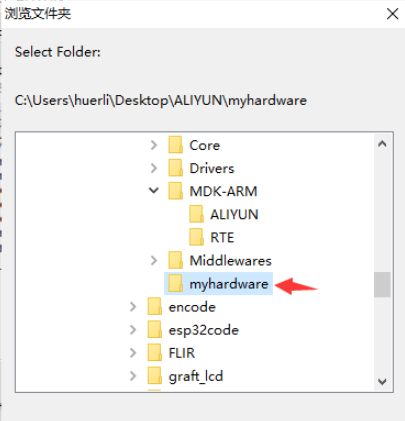 浏览文件夹
Select Folder:
C:\Users\huerli\Desktop\ALIYUN\myhardware
Core
Drivers
MDK-ARM
ALIYUN
RTE
Middlewares
myhardware
encode
esp32code
FLIR
graft_lcd